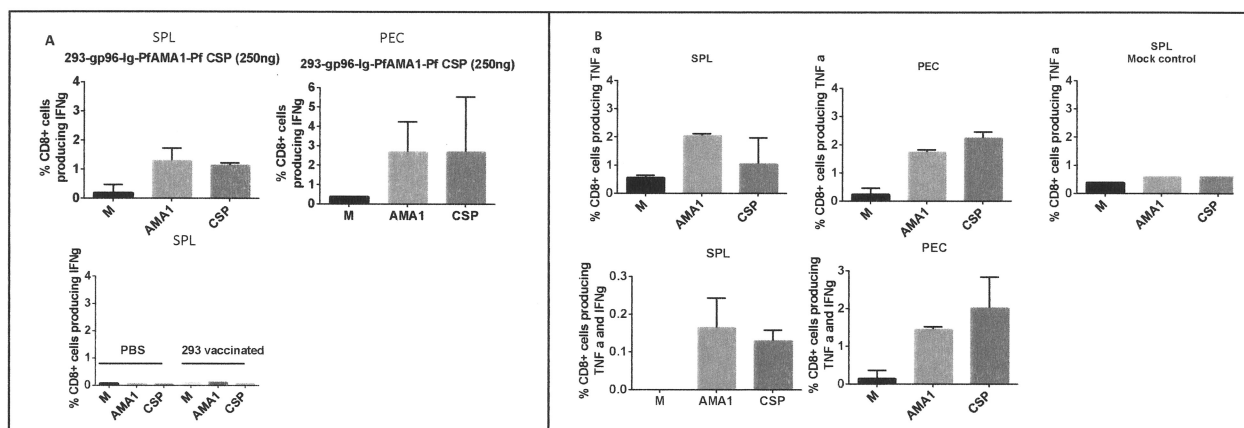 A
SPL
293-gp96-Ig-PfAMA1-Pf CSP (250ng)
% CD8+ cells
producing IFNg
4
3
2
1
0
M
AMA1
CSP
PEC
293-gp96-Ig-PfAMA1-Pf CSP (250ng)
% CD8+ cells
producing IFNg
7
6
5
4
3
2
1
0
M
AMA1
CSP
SPL
% CD8+ cells producing IFNg
4
3
2
1
0
PBS
293 vaccinated
M
AMA1
CSP
M
AMA1
CSP
B
SPL
% CD8+ cells producing TNF a
4
3
2
1
0
M
AMA1
CSP
PEC
% CD8+ cells producing TNF a
4
3
2
1
0
M
AMA1
CSP
SPL
Mock control
% CD8+ cells producing TNF a
4
3
2
1
0
M
AMA1
CSP
SPL
% CD8+ cells producing
TNF a and IFNg
0.3
0.2
0.1
0.0
M
AMA1
CSP
PEC
% CD8+ cells producing
TNF a and IFNg
3
2
1
0
M
AMA1
CSP